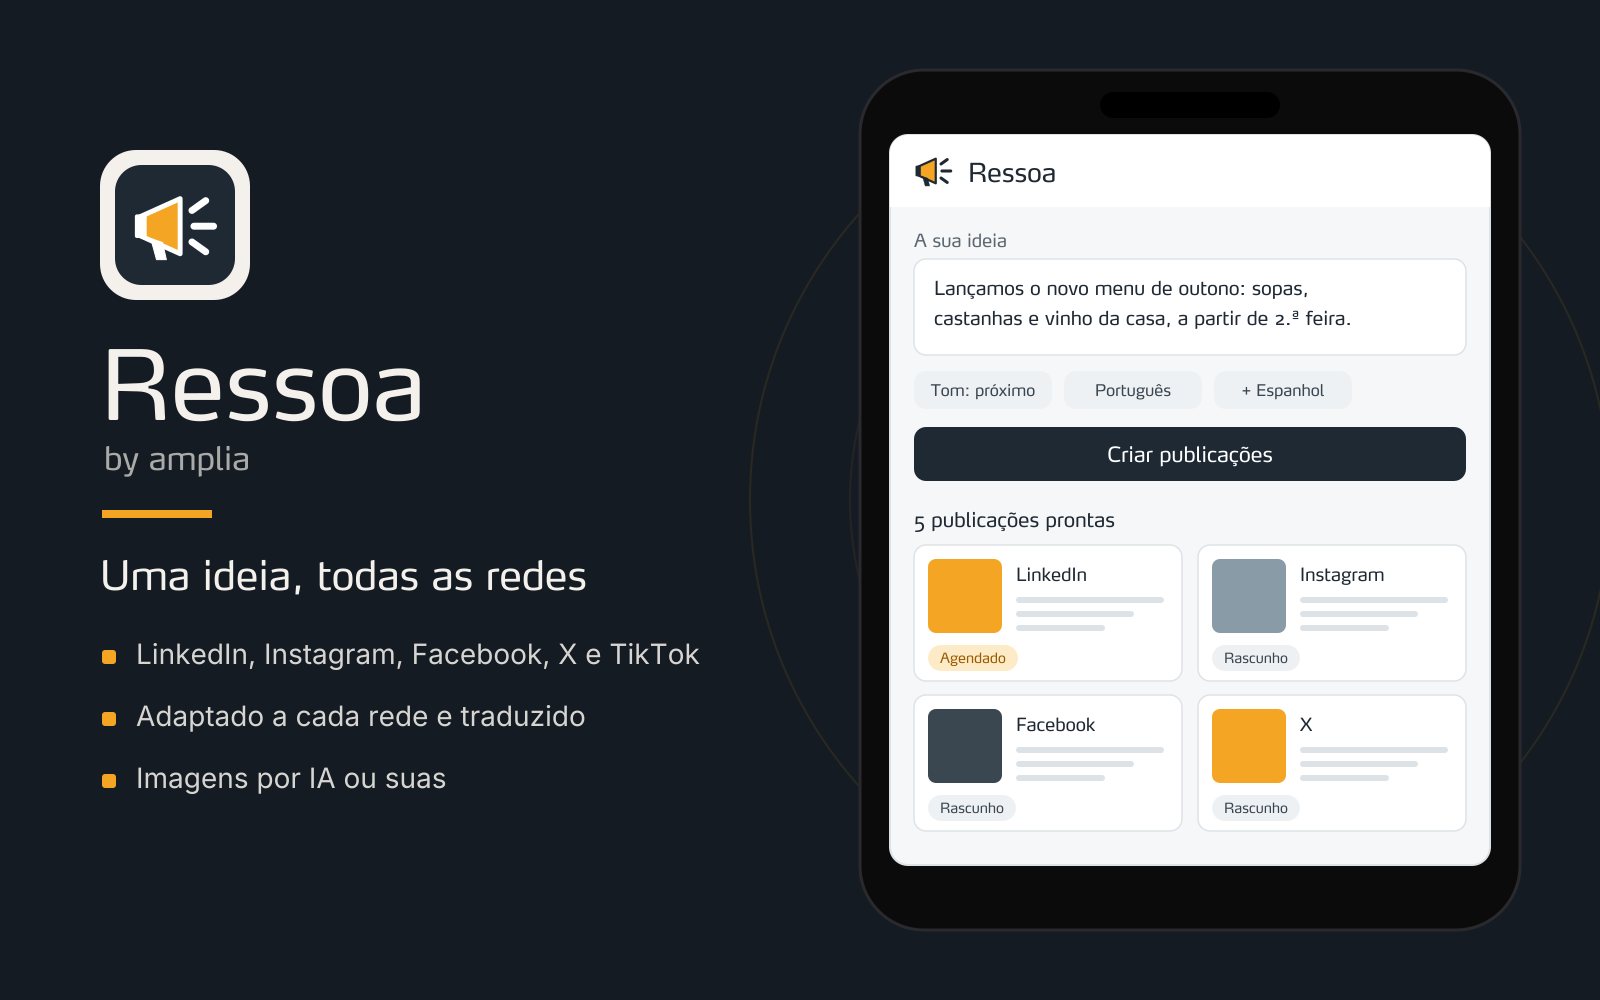 Ressoa
by amplia
Uma ideia, todas as redes
LinkedIn, Instagram, Facebook, X e TikTok
Adaptado a cada rede e traduzido
Imagens por IA ou suas
Ressoa
A sua ideia
Lançamos o novo menu de outono: sopas,
castanhas e vinho da casa, a partir de 2.ª feira.
Tom: próximo
Português
+ Espanhol
Criar publicações
5 publicações prontas
LinkedIn
Agendado
Instagram
Rascunho
Facebook
Rascunho
X
Rascunho